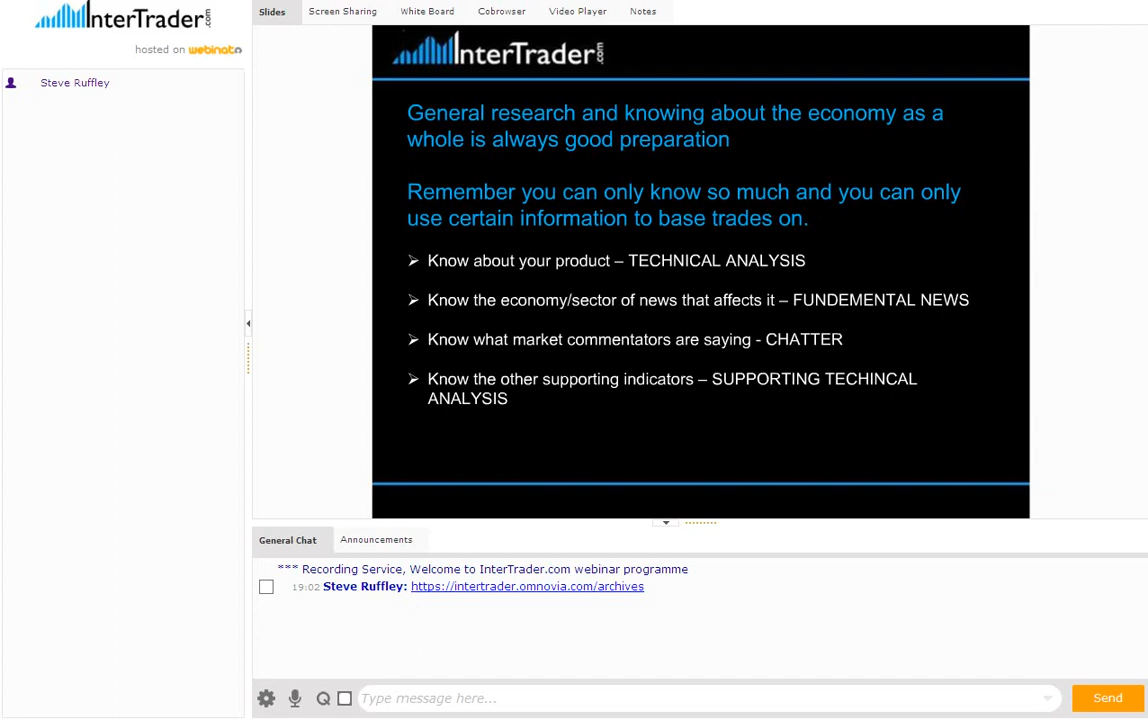 InterTrader.com
hosted on webinato
Steve Ruffley
Slides Screen Sharing White Board Cobrowser Video Player Notes
InterTrader.com
General research and knowing about the economy as a
whole is always good preparation
Remember you can only know so much and you can only
use certain information to base trades on.
➢ Know about your product – TECHNICAL ANALYSIS
➢ Know the economy/sector of news that affects it – FUNDEMENTAL NEWS
➢ Know what market commentators are saying - CHATTER
➢ Know the other supporting indicators – SUPPORTING TECHINCAL
ANALYSIS
General Chat Announcements
*** Recording Service, Welcome to InterTrader.com webinar programme
19:02 Steve Ruffley: https://intertrader.omnovia.com/archives
Q Type message here... Send